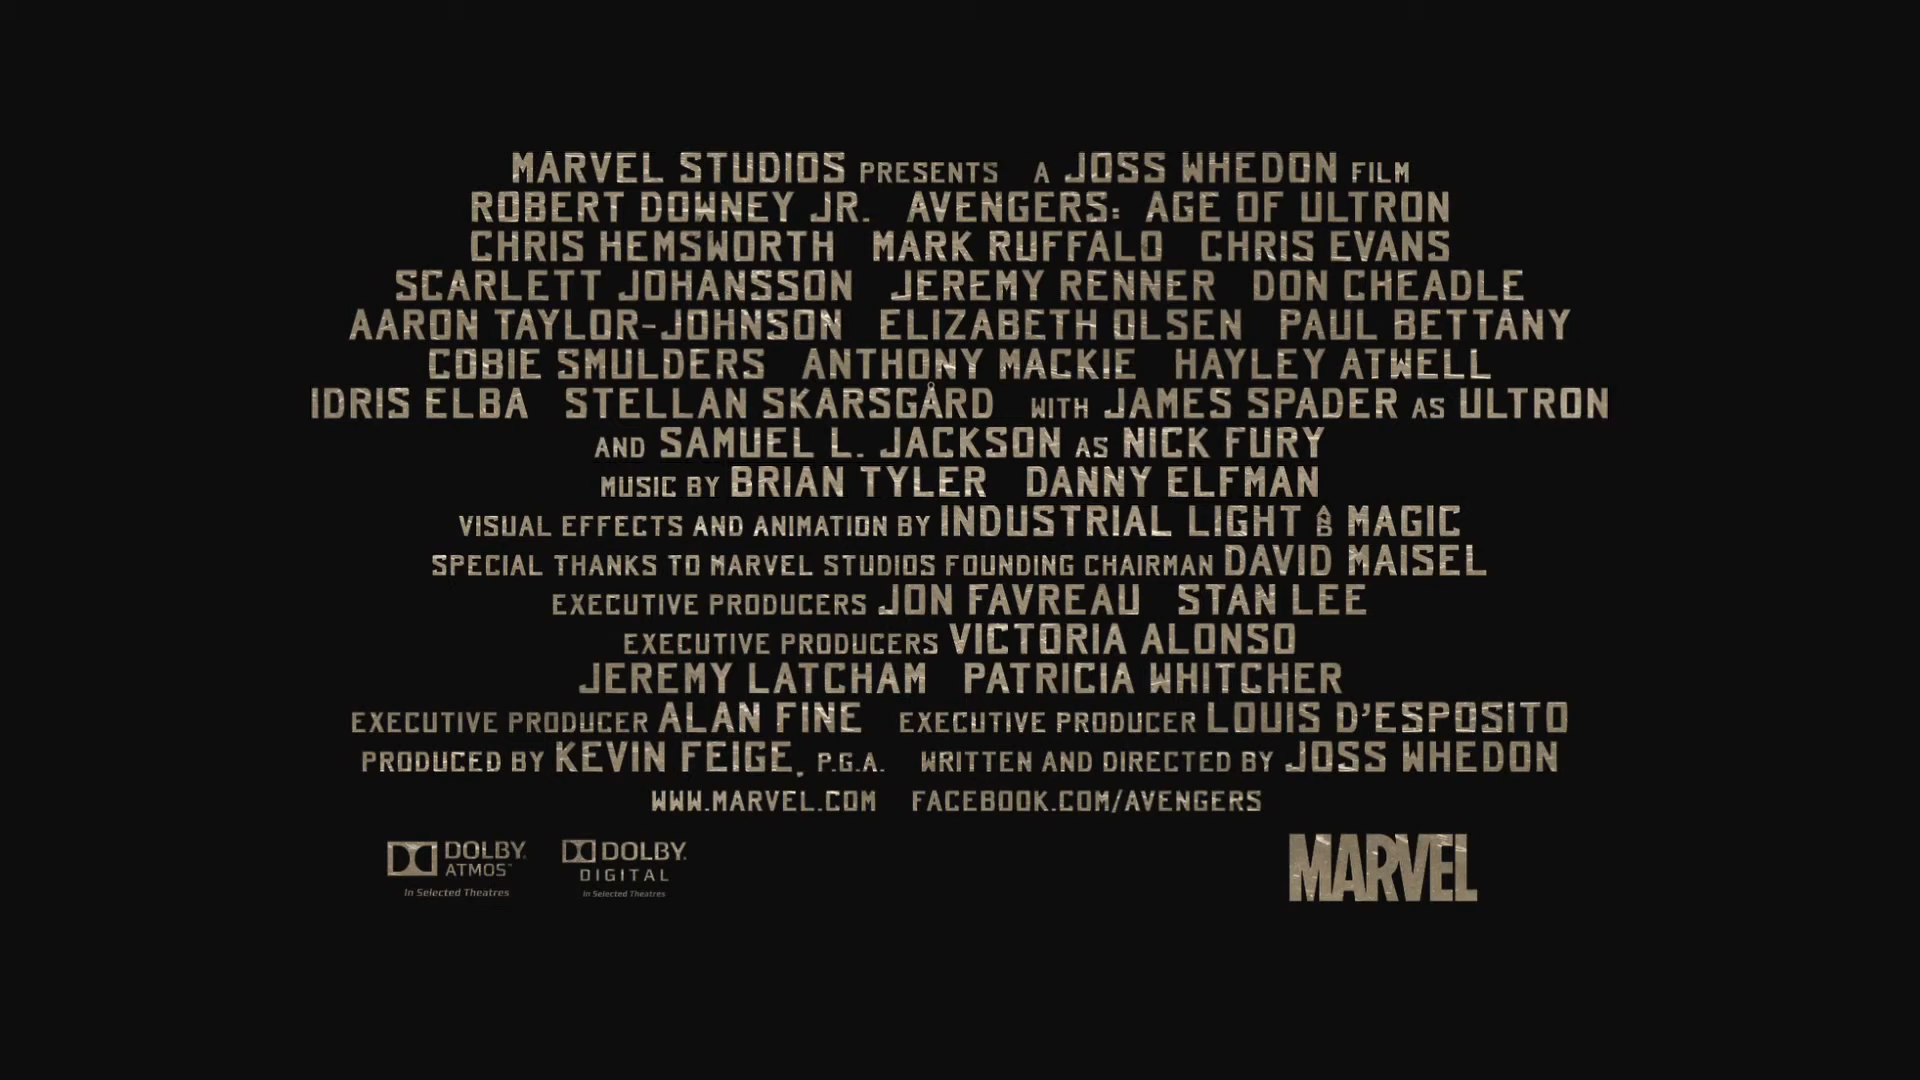 MARVEL STUDIOS PRESENTS A JOSS WHEDON FILM
ROBERT DOWNEY JR. AVENGERS: AGE OF ULTRON
CHRIS HEMSWORTH MARK RUFFALO CHRIS EVANS
SCARLETT JOHANSSON JEREMY RENNER DON CHEADLE
AARON TAYLOR-JOHNSON ELIZABETH OLSEN PAUL BETTANY
COBIE SMULDERS ANTHONY MACKIE HAYLEY ATWELL
IDRIS ELBA STELLAN SKARSGÅRD WITH JAMES SPADER AS ULTRON
AND SAMUEL L. JACKSON AS NICK FURY
MUSIC BY BRIAN TYLER DANNY ELFMAN
VISUAL EFFECTS AND ANIMATION BY INDUSTRIAL LIGHT AND MAGIC
SPECIAL THANKS TO MARVEL STUDIOS FOUNDING CHAIRMAN DAVID MAISEL
EXECUTIVE PRODUCERS JON FAVREAU STAN LEE
EXECUTIVE PRODUCERS VICTORIA ALONSO
JEREMY LATCHAM PATRICIA WHITCHER
EXECUTIVE PRODUCER ALAN FINE EXECUTIVE PRODUCER LOUIS D'ESPOSITO
PRODUCED BY KEVIN FEIGE, P.G.A. WRITTEN AND DIRECTED BY JOSS WHEDON
WWW.MARVEL.COM FACEBOOK.COM/AVENGERS
DOLBY ATMOS™
In Selected Theatres
DOLBY DIGITAL
In Selected Theatres
MARVEL